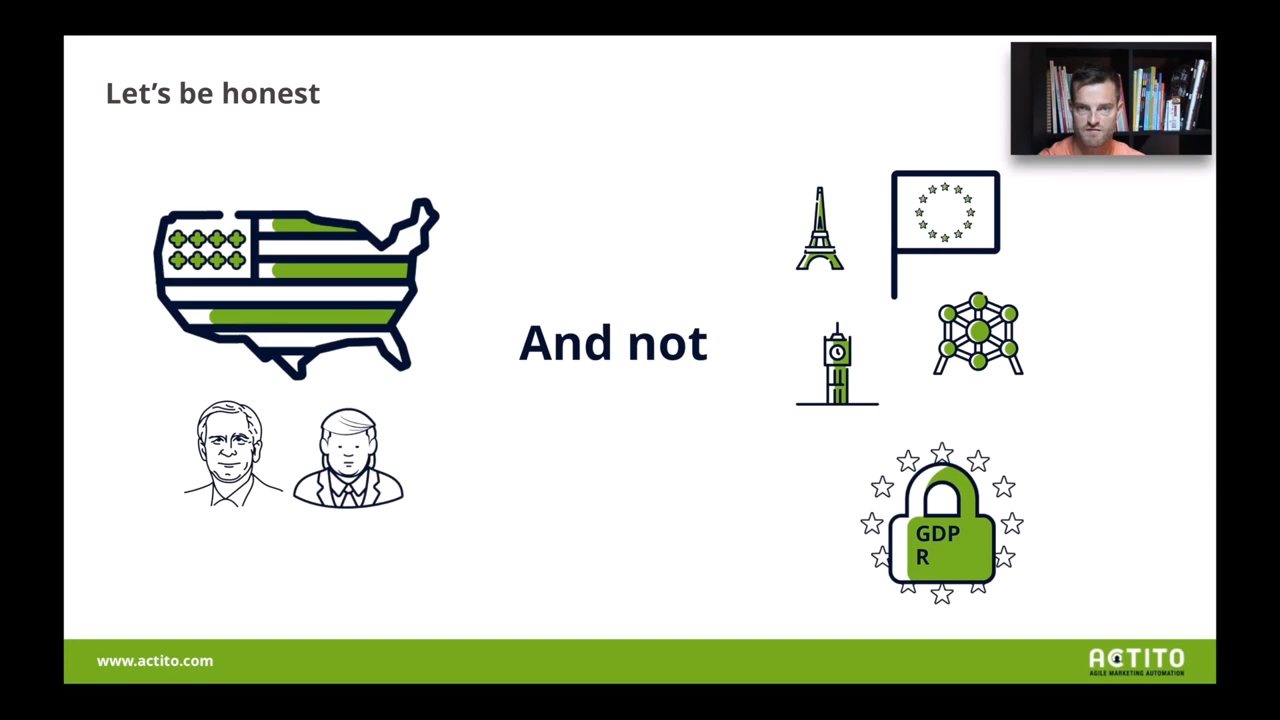 Let's be honest
And not
GDP
R
www.actito.com
ACTITO
AGILE MARKETING AUTOMATION